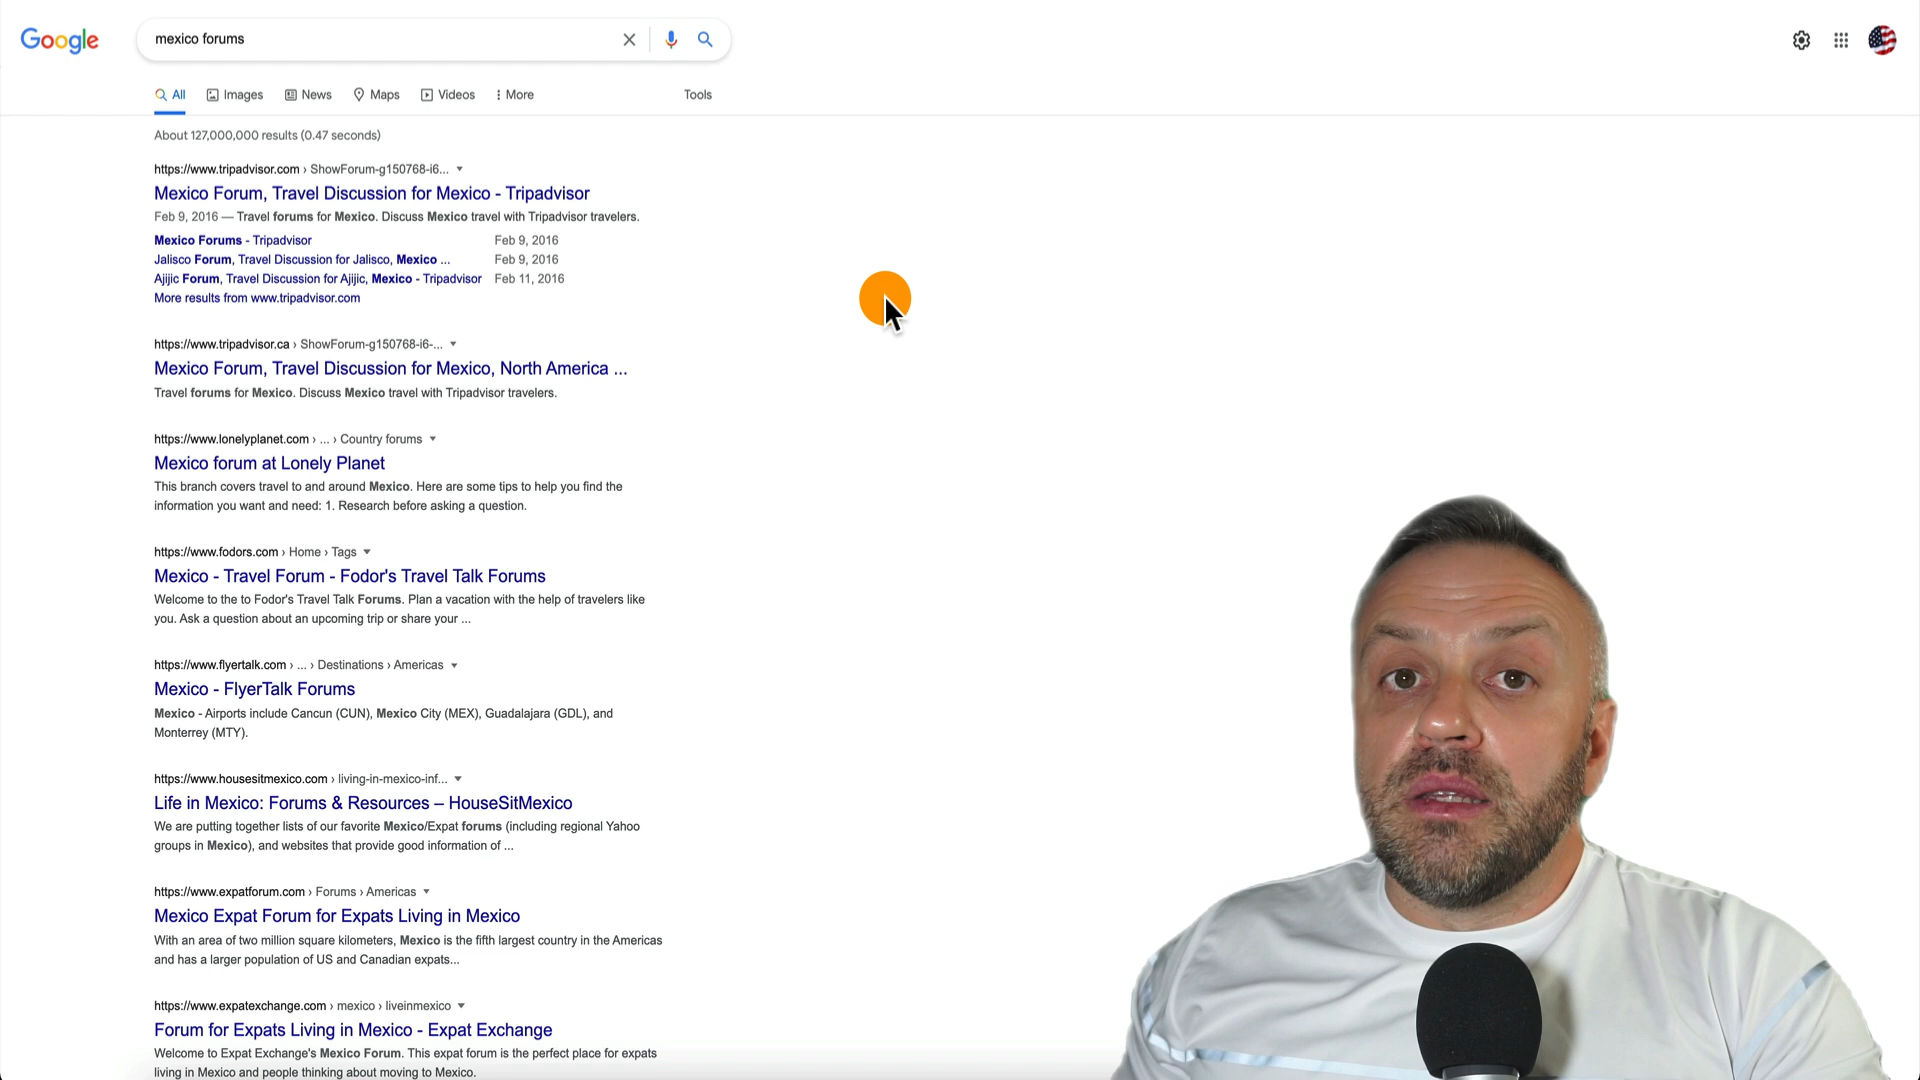 Google
mexico forums
All
Images
News
Maps
Videos
More
Tools
About 127,000,000 results (0.47 seconds)
https://www.tripadvisor.com › ShowForum-g150768-i6...
Mexico Forum, Travel Discussion for Mexico - Tripadvisor
Feb 9, 2016 — Travel forums for Mexico. Discuss Mexico travel with Tripadvisor travelers.
Mexico Forums - Tripadvisor Feb 9, 2016
Jalisco Forum, Travel Discussion for Jalisco, Mexico ... Feb 9, 2016
Ajijic Forum, Travel Discussion for Ajijic, Mexico - Tripadvisor Feb 11, 2016
More results from www.tripadvisor.com
https://www.tripadvisor.ca › ShowForum-g150768-i6-...
Mexico Forum, Travel Discussion for Mexico, North America ...
Travel forums for Mexico. Discuss Mexico travel with Tripadvisor travelers.
https://www.lonelyplanet.com › ... › Country forums
Mexico forum at Lonely Planet
This branch covers travel to and around Mexico. Here are some tips to help you find the
information you want and need: 1. Research before asking a question.
https://www.fodors.com › Home › Tags
Mexico - Travel Forum - Fodor's Travel Talk Forums
Welcome to the to Fodor's Travel Talk Forums. Plan a vacation with the help of travelers like
you. Ask a question about an upcoming trip or share your ...
https://www.flyertalk.com › ... › Destinations › Americas
Mexico - FlyerTalk Forums
Mexico - Airports include Cancun (CUN), Mexico City (MEX), Guadalajara (GDL), and
Monterrey (MTY).
https://www.housesitmexico.com › living-in-mexico-inf...
Life in Mexico: Forums & Resources – HouseSitMexico
We are putting together lists of our favorite Mexico/Expat forums (including regional Yahoo
groups in Mexico), and websites that provide good information of ...
https://www.expatforum.com › Forums › Americas
Mexico Expat Forum for Expats Living in Mexico
With an area of two million square kilometers, Mexico is the fifth largest country in the Americas
and has a larger population of US and Canadian expats...
https://www.expatexchange.com › mexico › liveinmexico
Forum for Expats Living in Mexico - Expat Exchange
Welcome to Expat Exchange's Mexico Forum. This expat forum is the perfect place for expats
living in Mexico and people thinking about moving to Mexico.